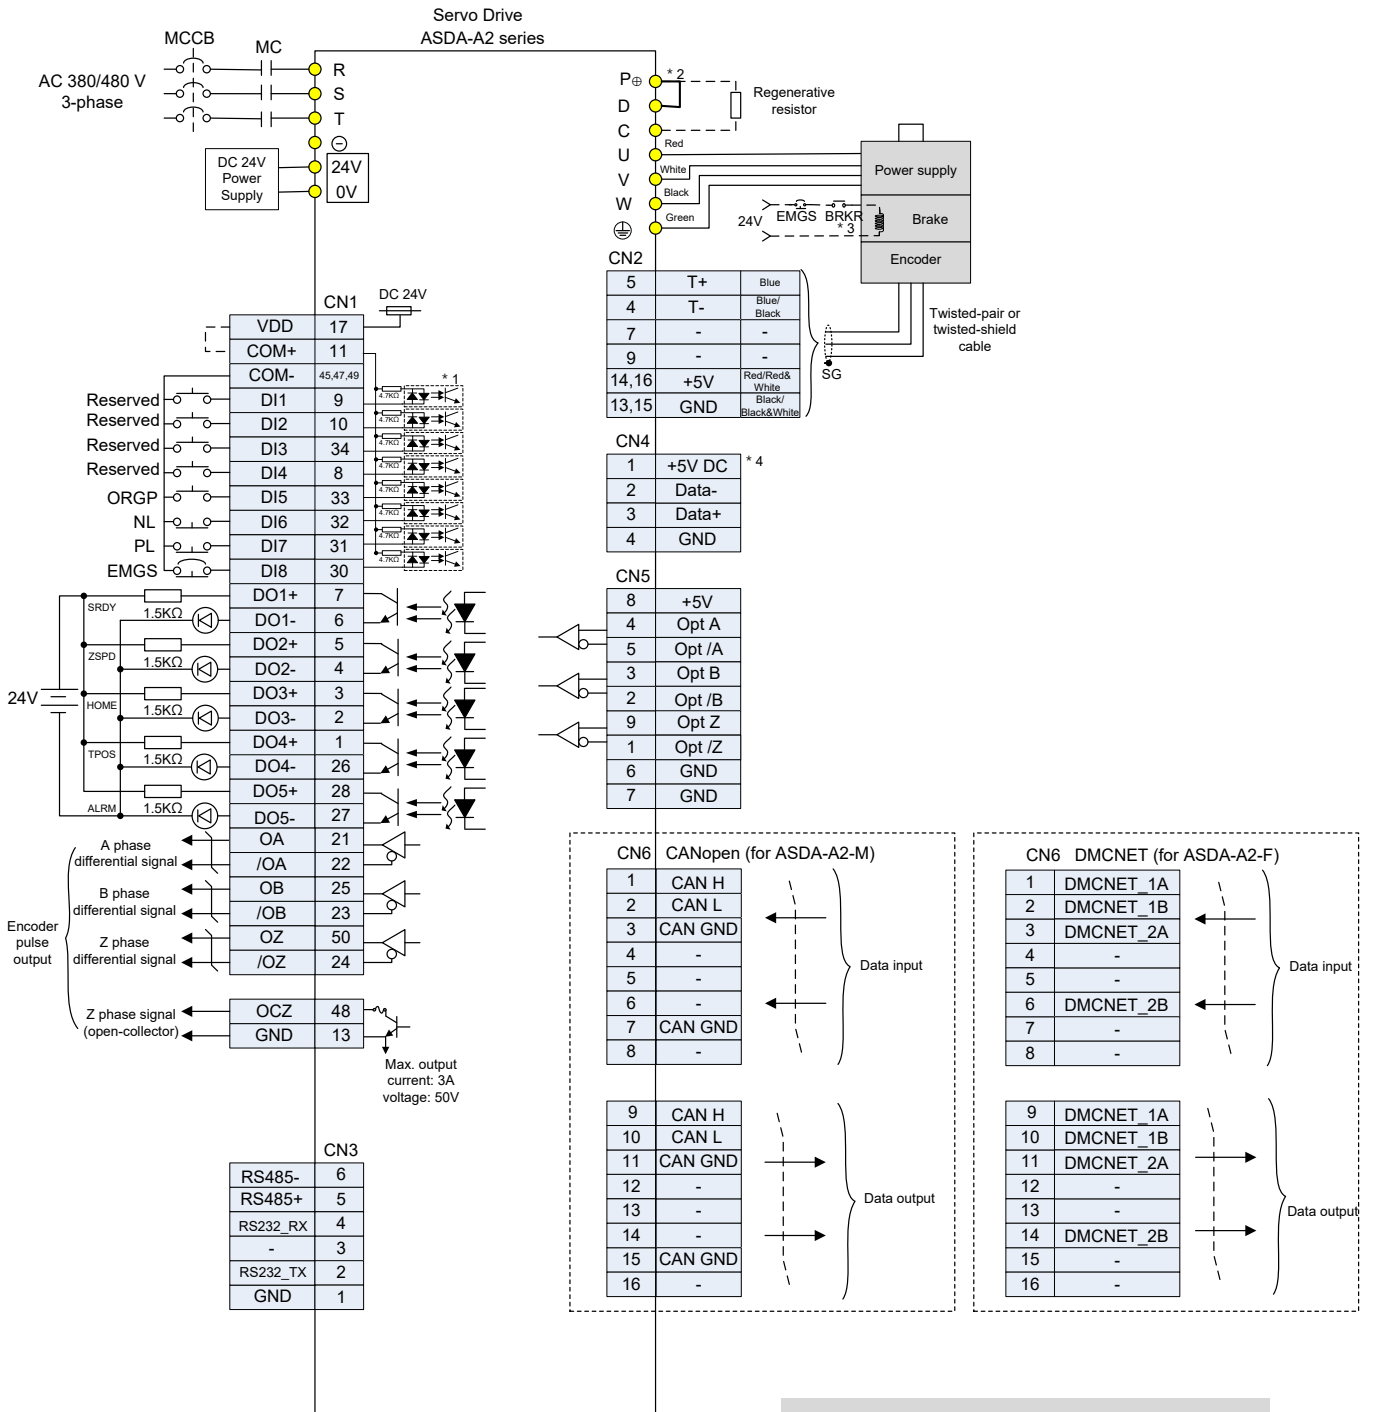 Servo Drive
ASDA-A2 series
MCCB
MC
AC 380/480 V
3-phase
R
S
T
DC 24V
Power
Supply
24V
0V
P
* 2
D
C
Regenerative
resistor
U
Red
V
White
W
Black
Green
Power supply
24V
EMGS
BRKR
* 3
Brake
Encoder
CN2
5 T+ Blue
4 T- Blue/
Black
7 - -
9 - -
14,16 +5V Red/Red&
White
13,15 GND Black/
Black&White
SG
Twisted-pair or
twisted-shield
cable
CN1
DC 24V
VDD 17
COM+ 11
COM- 45,47,49
* 1
Reserved DI1 9 4.7KΩ
Reserved DI2 10 4.7KΩ
Reserved DI3 34 4.7KΩ
Reserved DI4 8 4.7KΩ
ORGP DI5 33 4.7KΩ
NL DI6 32 4.7KΩ
PL DI7 31 4.7KΩ
EMGS DI8 30 4.7KΩ
24V
SRDY 1.5KΩ DO1+ 7
DO1- 6
ZSPD 1.5KΩ DO2+ 5
DO2- 4
HOME 1.5KΩ DO3+ 3
DO3- 2
TPOS 1.5KΩ DO4+ 1
DO4- 26
ALRM 1.5KΩ DO5+ 28
DO5- 27
Encoder
pulse
output
A phase
differential signal
OA 21
/OA 22
B phase
differential signal
OB 25
/OB 23
Z phase
differential signal
OZ 50
/OZ 24
Z phase signal
(open-collector)
OCZ 48
GND 13
Max. output
current: 3A
voltage: 50V
CN3
RS485- 6
RS485+ 5
RS232_RX 4
- 3
RS232_TX 2
GND 1
CN4
1 +5V DC * 4
2 Data-
3 Data+
4 GND
CN5
8 +5V
4 Opt A
5 Opt /A
3 Opt B
2 Opt /B
9 Opt Z
1 Opt /Z
6 GND
7 GND
CN6 CANopen (for ASDA-A2-M)
1 CAN H
2 CAN L
3 CAN GND
4 -
5 -
6 -
7 CAN GND
8 -
Data input
9 CAN H
10 CAN L
11 CAN GND
12 -
13 -
14 -
15 CAN GND
16 -
Data output
CN6 DMCNET (for ASDA-A2-F)
1 DMCNET_1A
2 DMCNET_1B
3 DMCNET_2A
4 -
5 -
6 DMCNET_2B
7 -
8 -
Data input
9 DMCNET_1A
10 DMCNET_1B
11 DMCNET_2A
12 -
13 -
14 DMCNET_2B
15 -
16 -
Data output